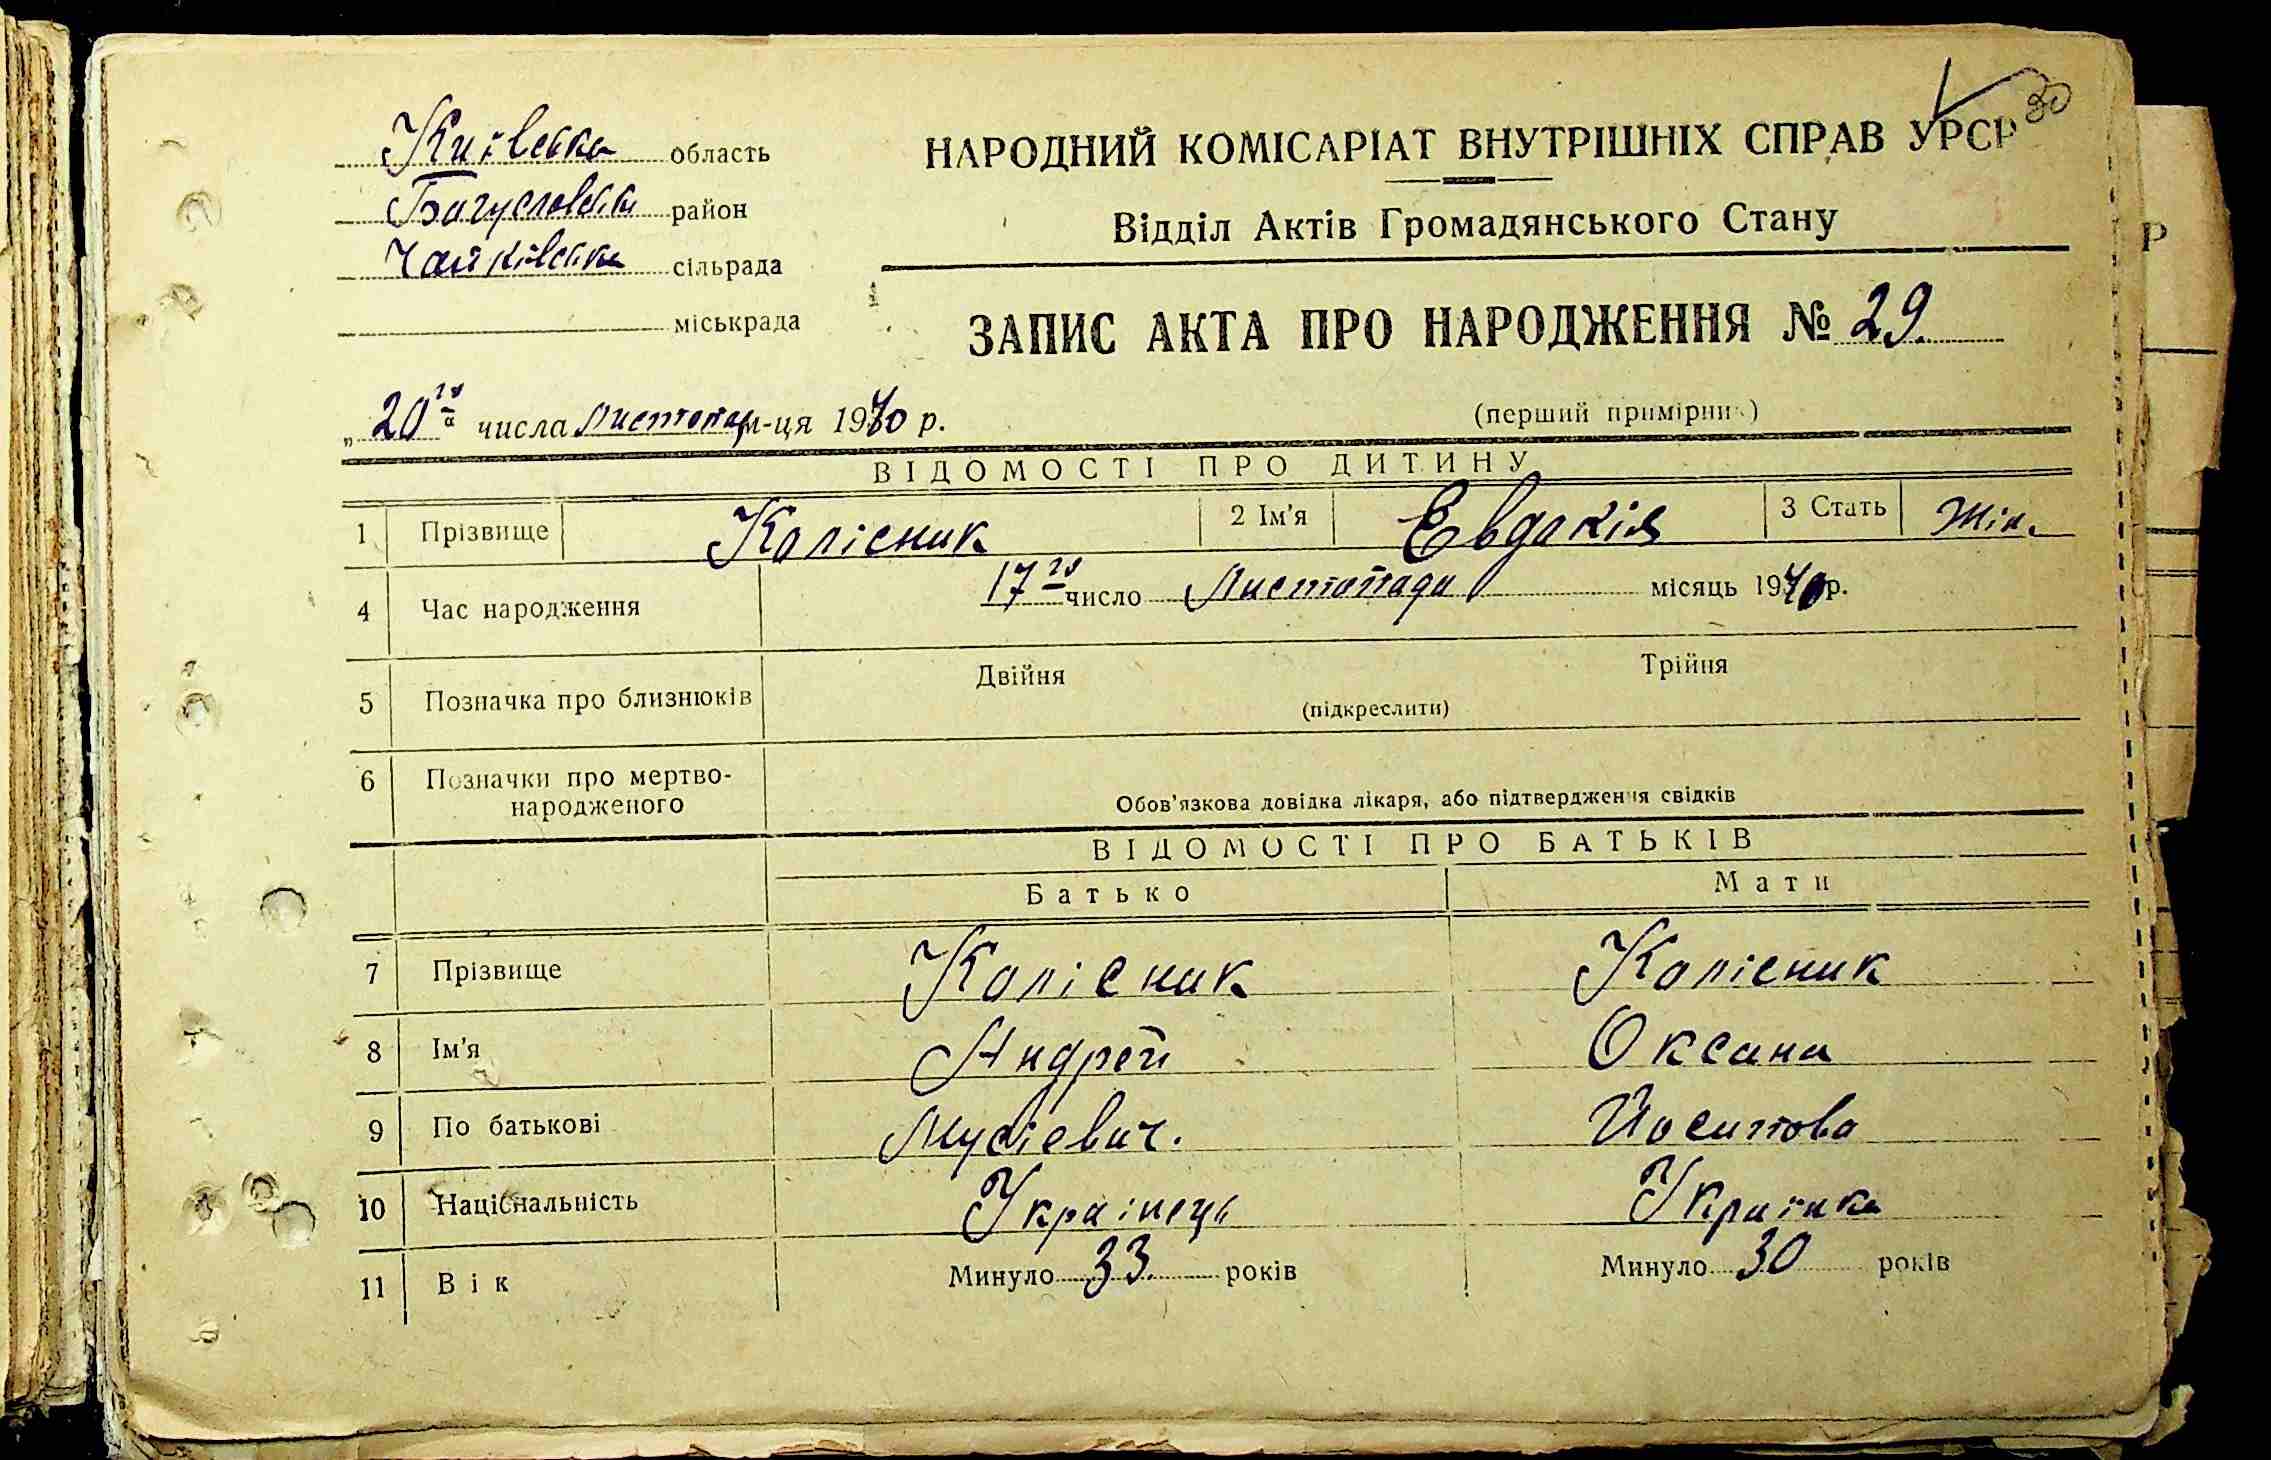 30
Київська область
Богуславський район
Чайківська сільрада
міськрада
НАРОДНИЙ КОМІСАРІАТ ВНУТРІШНІХ СПРАВ УРСР
Відділ Актів Громадянського Стану
ЗАПИС АКТА ПРО НАРОДЖЕННЯ № 29.
„20го числа Листопад м-ця 1940 р.
(перший примірник)
ВІДОМОСТІ ПРО ДИТИНУ
1 Прізвище Колісник 2 Ім'я Евдокія 3 Стать Жін.
4 Час народження 17го число Листопада місяць 1940 р.
5 Позначка про близнюків Двійня Трійня
(підкреслити)
6 Позначки про мертво-
народженого Обов'язкова довідка лікаря, або підтвердження свідків
ВІДОМОСТІ ПРО БАТЬКІВ
Батько Мати
7 Прізвище Колісник Колісник
8 Ім'я Андрей Оксана
9 По батькові Мусієвич. Йосипова
10 Національність Українець Українка
11 Вік Минуло 33. років Минуло 30 років
Р